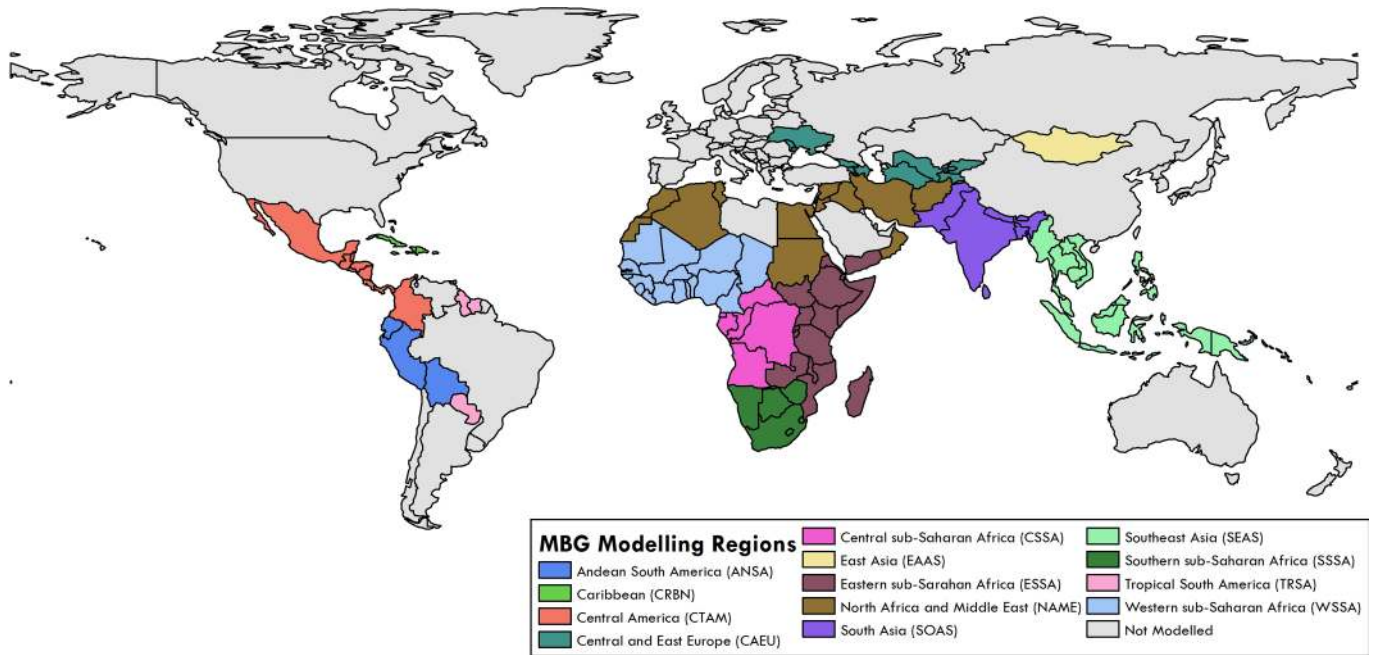 MBG Modelling Regions
Andean South America (ANSA)
Caribbean (CRBN)
Central America (CTAM)
Central and East Europe (CAEU)
Central sub-Saharan Africa (CSSA)
East Asia (EAAS)
Eastern sub-Sarahan Africa (ESSA)
North Africa and Middle East (NAME)
South Asia (SOAS)
Southeast Asia (SEAS)
Southern sub-Saharan Africa (SSSA)
Tropical South America (TRSA)
Western sub-Saharan Africa (WSSA)
Not Modelled